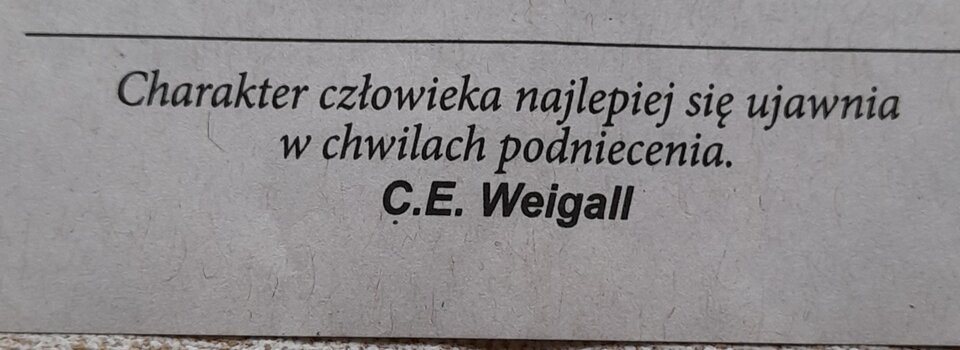 Charakter człowieka najlepiej się ujawnia
w chwilach podniecenia.
C.E. Weigall